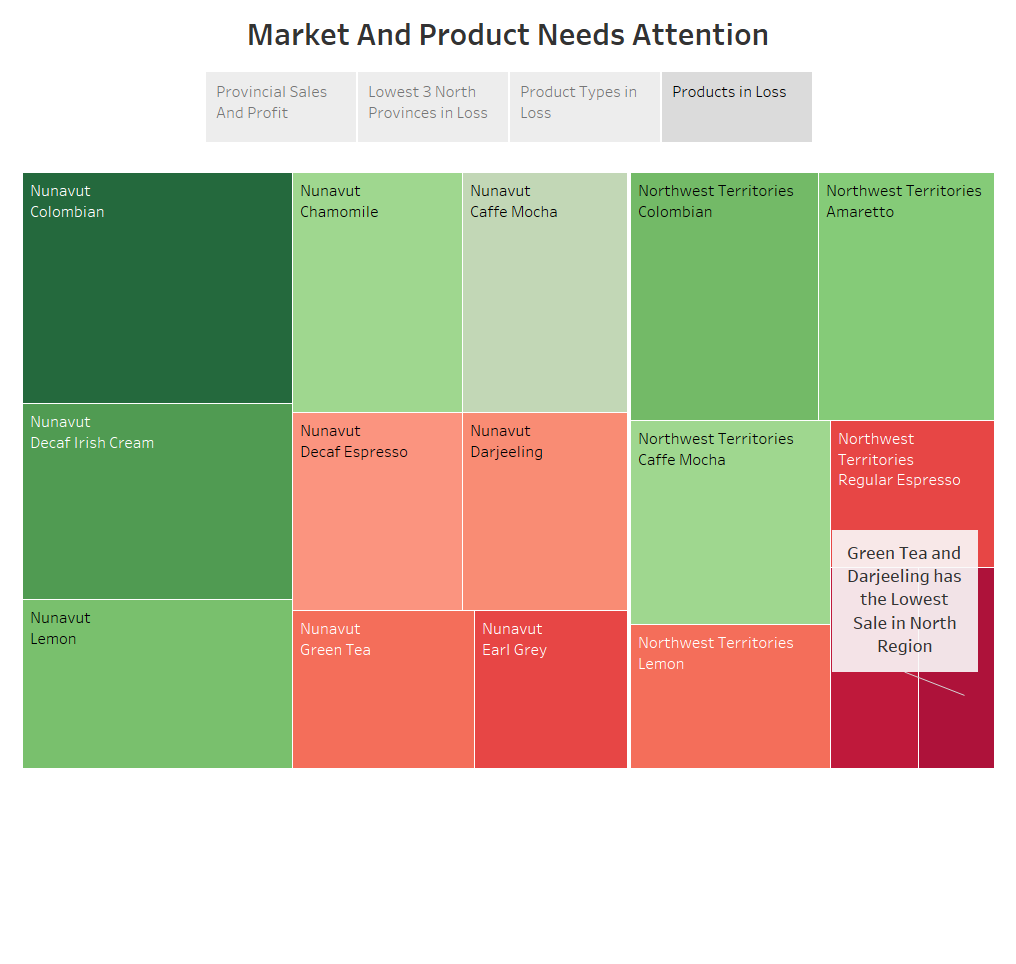 Market And Product Needs Attention
Provincial Sales
And Profit
Lowest 3 North
Provinces in Loss
Product Types in
Loss
Products in Loss
Nunavut
Colombian
Nunavut
Chamomile
Nunavut
Caffe Mocha
Northwest Territories
Colombian
Northwest Territories
Amaretto
Nunavut
Decaf Irish Cream
Nunavut
Decaf Espresso
Nunavut
Darjeeling
Northwest Territories
Caffe Mocha
Northwest
Territories
Regular Espresso
Green Tea and
Darjeeling has
the Lowest
Sale in North
Region
Nunavut
Lemon
Nunavut
Green Tea
Nunavut
Earl Grey
Northwest Territories
Lemon